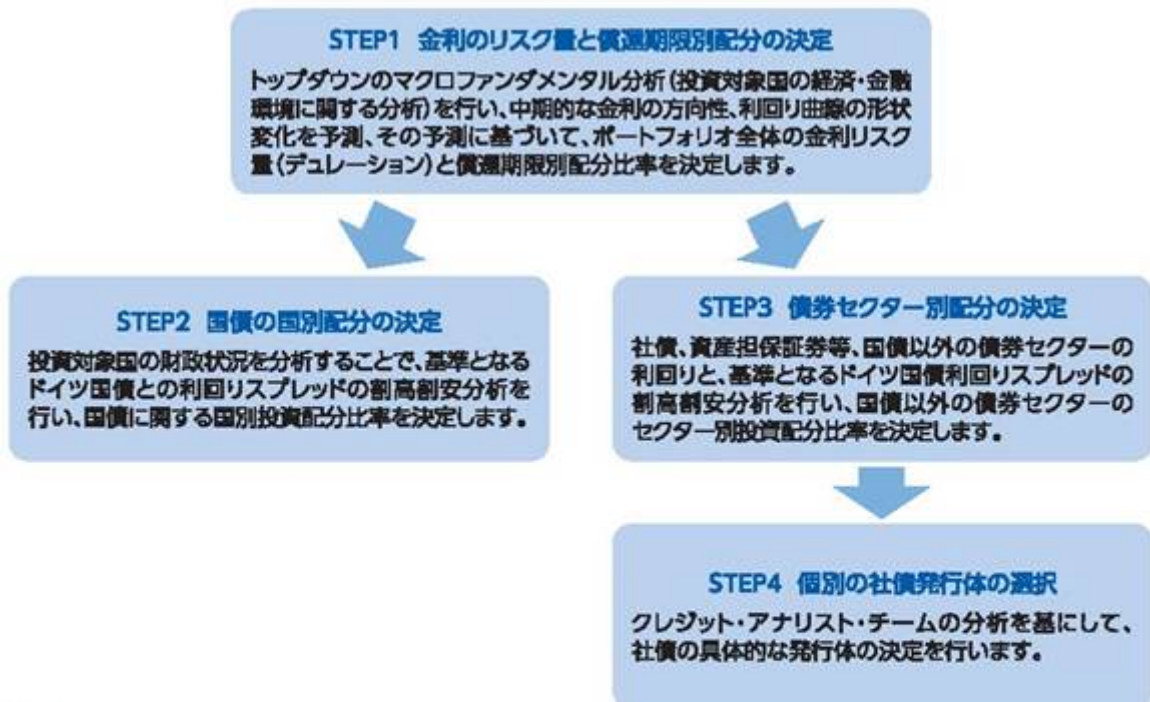 STEP1 金利のリスク量と償還期限別配分の決定
トップダウンのマクロファンダメンタル分析(投資対象国の経済・金融
環境に関する分析)を行い、中期的な金利の方向性、利回り曲線の形状
変化を予測、その予測に基づいて、ポートフォリオ全体の金利リスク
量(デュレーション)と償還期限別配分比率を決定します。
STEP2 国債の国別配分の決定
投資対象国の財政状況を分析することで、基準となる
ドイツ国債との利回りスプレッドの割高割安分析を
行い、国債に関する国別投資配分比率を決定します。
STEP3 債券セクター別配分の決定
社債、資産担保証券等、国債以外の債券セクターの
利回りと、基準となるドイツ国債利回りスプレッドの
割高割安分析を行い、国債以外の債券セクターの
セクター別投資配分比率を決定します。
STEP4 個別の社債発行体の選択
クレジット・アナリスト・チームの分析を基にして、
社債の具体的な発行体の決定を行います。